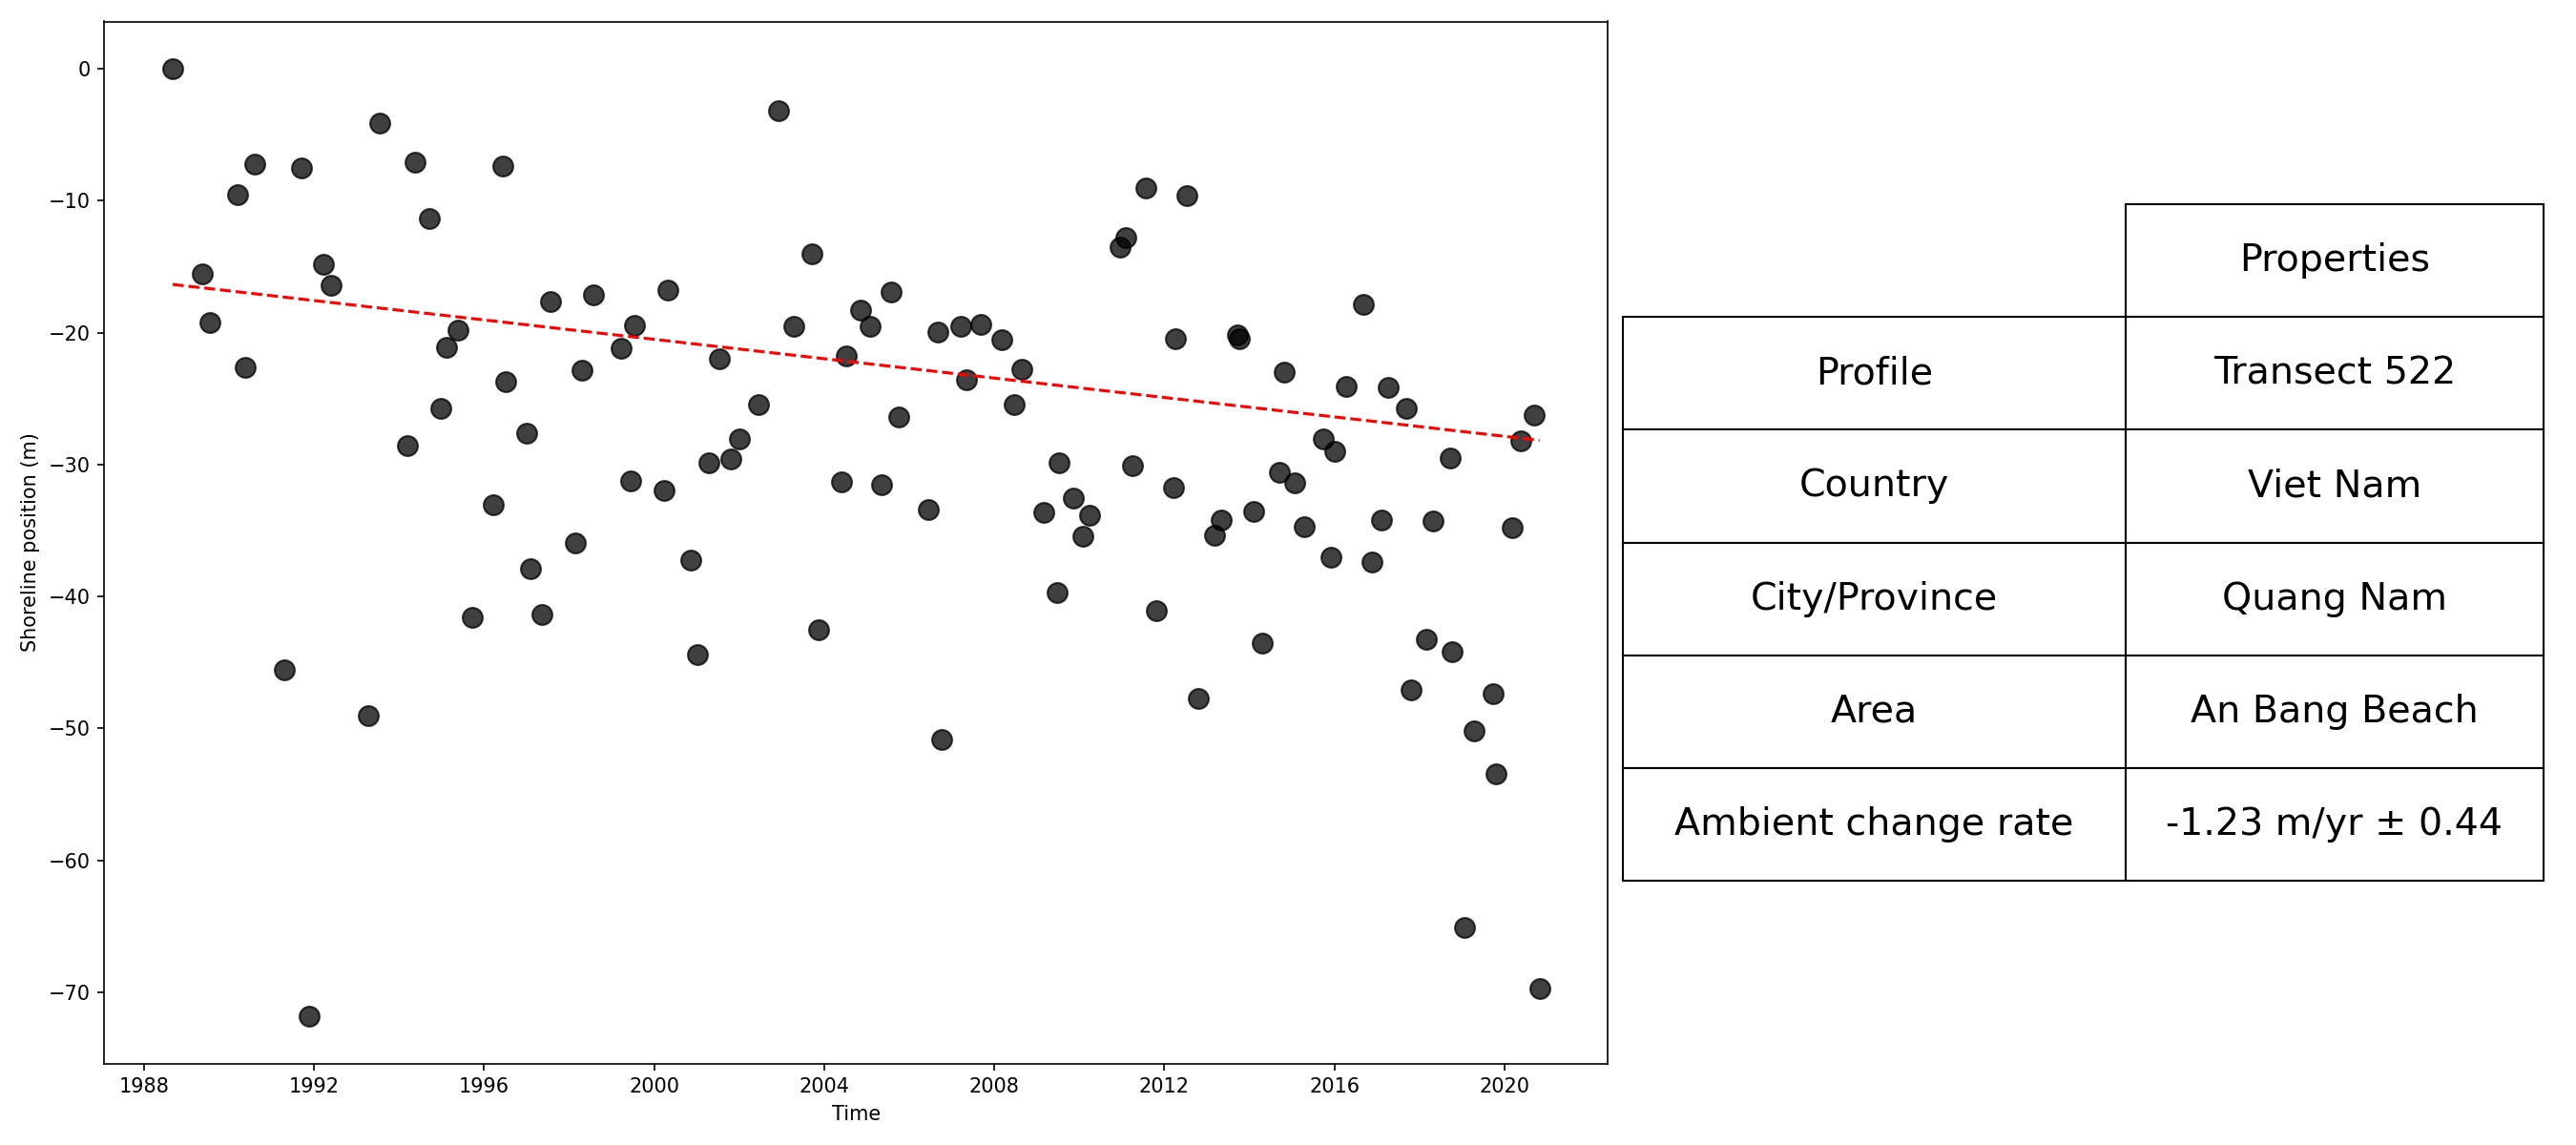 0
−10
−20
−30
−40
−50
−60
−70
Shoreline position (m)
1988 1992 1996 2000 2004 2008 2012 2016 2020
Time
Properties
Profile Transect 522
Country Viet Nam
City/Province Quang Nam
Area An Bang Beach
Ambient change rate -1.23 m/yr ± 0.44